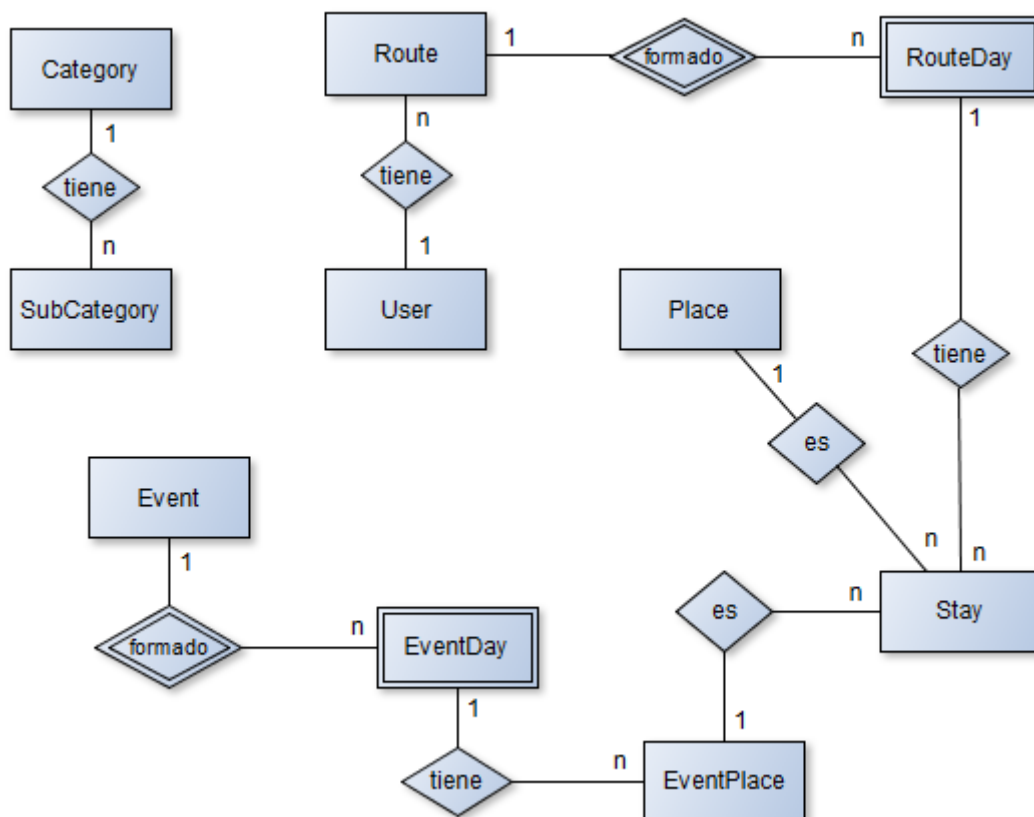 Category
1
tiene
n
SubCategory
Route
1
formado
n
RouteDay
n
tiene
1
User
1
tiene
n
Place
1
es
n
Stay
Event
1
formado
n
EventDay
1
tiene
n
EventPlace
1
es
n